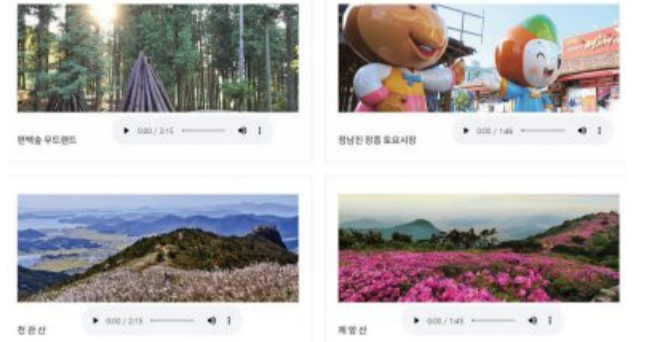 0:00 / 2:15
편백숲 우드랜드
0:00 / 1:46
정남진 장흥 토요시장
0:00 / 2:15
천관산
0:00 / 1:45
제암산